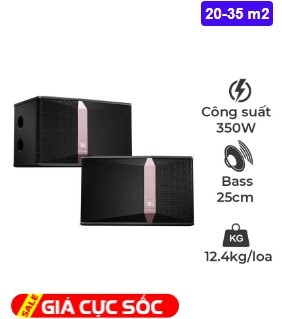 20-35 m2
Công suất
350W
Bass
25cm
KG
12.4kg/loa
SALE
GIÁ CỰC SỐC